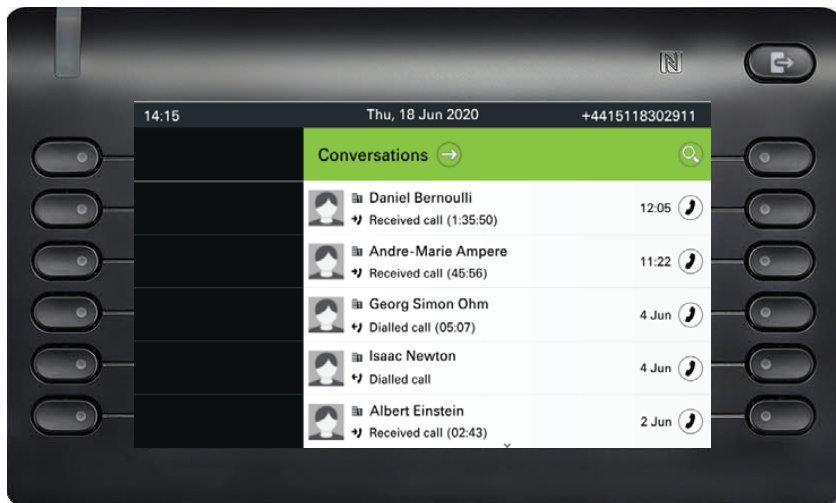 14:15 Thu, 18 Jun 2020 +4415118302911
Conversations
Daniel Bernoulli
Received call (1:35:50) 12:05
Andre-Marie Ampere
Received call (45:56) 11:22
Georg Simon Ohm
Dialled call (05:07) 4 Jun
Isaac Newton
Dialled call 4 Jun
Albert Einstein
Received call (02:43) 2 Jun